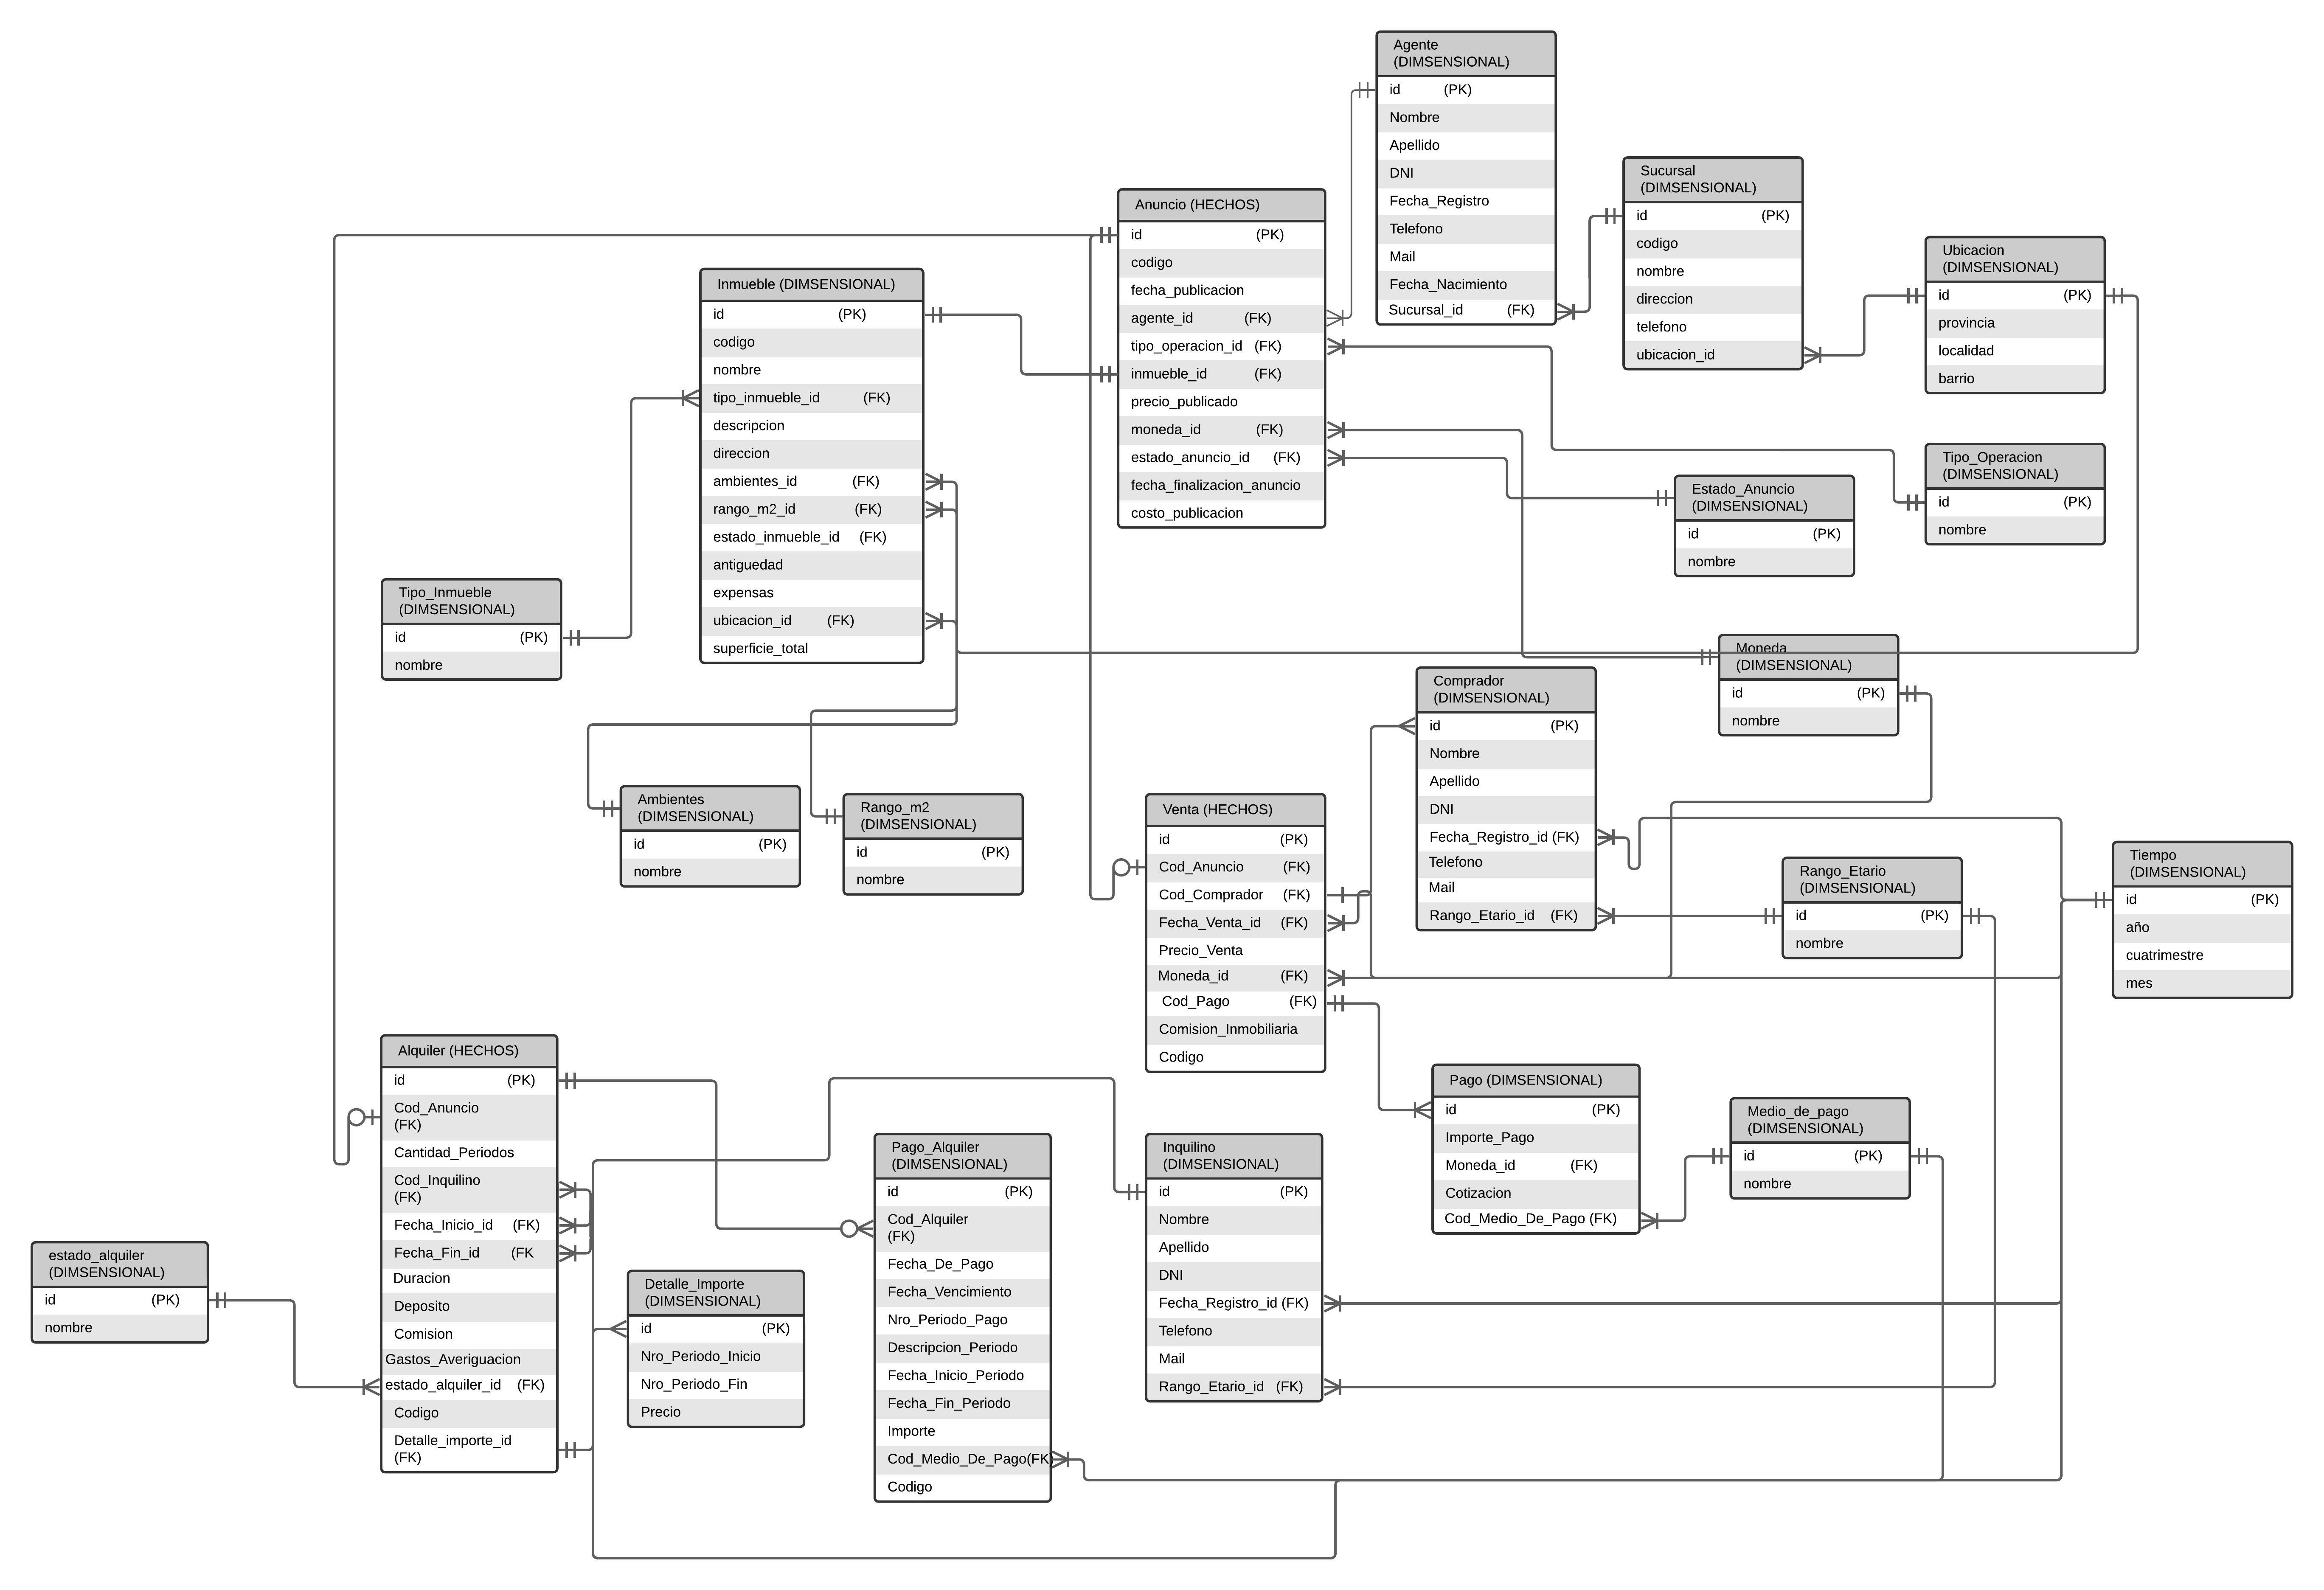 Agente
(DIMSENSIONAL)
id (PK)
Nombre
Apellido
DNI
Fecha_Registro
Telefono
Mail
Fecha_Nacimiento
Sucursal_id (FK)
Sucursal
(DIMSENSIONAL)
id (PK)
codigo
nombre
direccion
telefono
ubicacion_id
Anuncio (HECHOS)
id (PK)
codigo
fecha_publicacion
agente_id (FK)
tipo_operacion_id (FK)
inmueble_id (FK)
precio_publicado
moneda_id (FK)
estado_anuncio_id (FK)
fecha_finalizacion_anuncio
costo_publicacion
Ubicacion
(DIMSENSIONAL)
id (PK)
provincia
localidad
barrio
Inmueble (DIMSENSIONAL)
id (PK)
codigo
nombre
tipo_inmueble_id (FK)
descripcion
direccion
ambientes_id (FK)
rango_m2_id (FK)
estado_inmueble_id (FK)
antiguedad
expensas
ubicacion_id (FK)
superficie_total
Tipo_Operacion
(DIMSENSIONAL)
id (PK)
nombre
Estado_Anuncio
(DIMSENSIONAL)
id (PK)
nombre
Tipo_Inmueble
(DIMSENSIONAL)
id (PK)
nombre
Moneda
(DIMSENSIONAL)
id (PK)
nombre
Comprador
(DIMSENSIONAL)
id (PK)
Nombre
Apellido
DNI
Fecha_Registro_id (FK)
Telefono
Mail
Rango_Etario_id (FK)
Ambientes
(DIMSENSIONAL)
id (PK)
nombre
Rango_m2
(DIMSENSIONAL)
id (PK)
nombre
Venta (HECHOS)
id (PK)
Cod_Anuncio (FK)
Cod_Comprador (FK)
Fecha_Venta_id (FK)
Precio_Venta
Moneda_id (FK)
Cod_Pago (FK)
Comision_Inmobiliaria
Codigo
Rango_Etario
(DIMSENSIONAL)
id (PK)
nombre
Tiempo
(DIMSENSIONAL)
id (PK)
año
cuatrimestre
mes
Alquiler (HECHOS)
id (PK)
Cod_Anuncio
(FK)
Cantidad_Periodos
Cod_Inquilino
(FK)
Fecha_Inicio_id (FK)
Fecha_Fin_id (FK
Duracion
Deposito
Comision
Gastos_Averiguacion
estado_alquiler_id (FK)
Codigo
Detalle_importe_id
(FK)
Pago (DIMSENSIONAL)
id (PK)
Importe_Pago
Moneda_id (FK)
Cotizacion
Cod_Medio_De_Pago (FK)
Medio_de_pago
(DIMSENSIONAL)
id (PK)
nombre
Pago_Alquiler
(DIMSENSIONAL)
id (PK)
Cod_Alquiler
(FK)
Fecha_De_Pago
Fecha_Vencimiento
Nro_Periodo_Pago
Descripcion_Periodo
Fecha_Inicio_Periodo
Fecha_Fin_Periodo
Importe
Cod_Medio_De_Pago(FK)
Codigo
Inquilino
(DIMSENSIONAL)
id (PK)
Nombre
Apellido
DNI
Fecha_Registro_id (FK)
Telefono
Mail
Rango_Etario_id (FK)
estado_alquiler
(DIMSENSIONAL)
id (PK)
nombre
Detalle_Importe
(DIMSENSIONAL)
id (PK)
Nro_Periodo_Inicio
Nro_Periodo_Fin
Precio